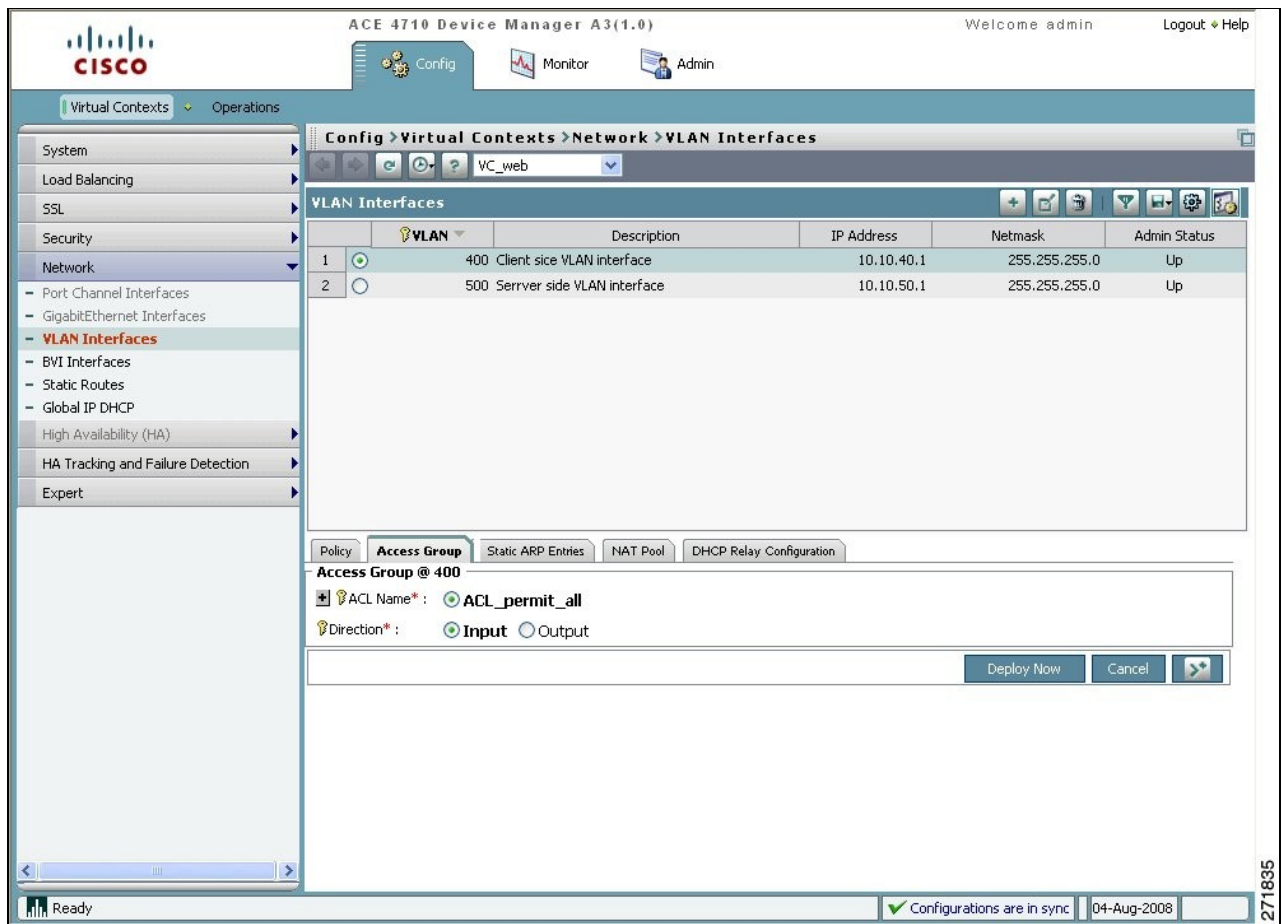 ACE 4710 Device Manager A3(1.0)
Welcome admin
Logout
Help
CISCO
Config
Monitor
Admin
Virtual Contexts
Operations
System
Load Balancing
SSL
Security
Network
Port Channel Interfaces
GigabitEthernet Interfaces
VLAN Interfaces
BVI Interfaces
Static Routes
Global IP DHCP
High Availability (HA)
HA Tracking and Failure Detection
Expert
Config > Virtual Contexts > Network > VLAN Interfaces
VC_web
VLAN Interfaces
VLAN Description IP Address Netmask Admin Status
1 400 Client sice VLAN interface 10.10.40.1 255.255.255.0 Up
2 500 Serrver side VLAN interface 10.10.50.1 255.255.255.0 Up
Policy Access Group Static ARP Entries NAT Pool DHCP Relay Configuration
Access Group @ 400
ACL Name* : ACL_permit_all
Direction* : Input Output
Deploy Now Cancel
Ready
Configurations are in sync
04-Aug-2008
271835